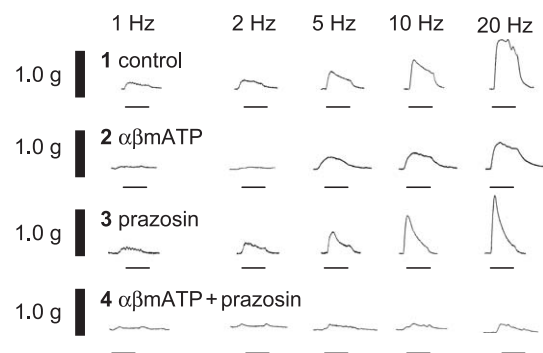 1 Hz 2 Hz 5 Hz 10 Hz 20 Hz
1 control
1.0 g
2 αβmATP
1.0 g
3 prazosin
1.0 g
4 αβmATP + prazosin
1.0 g